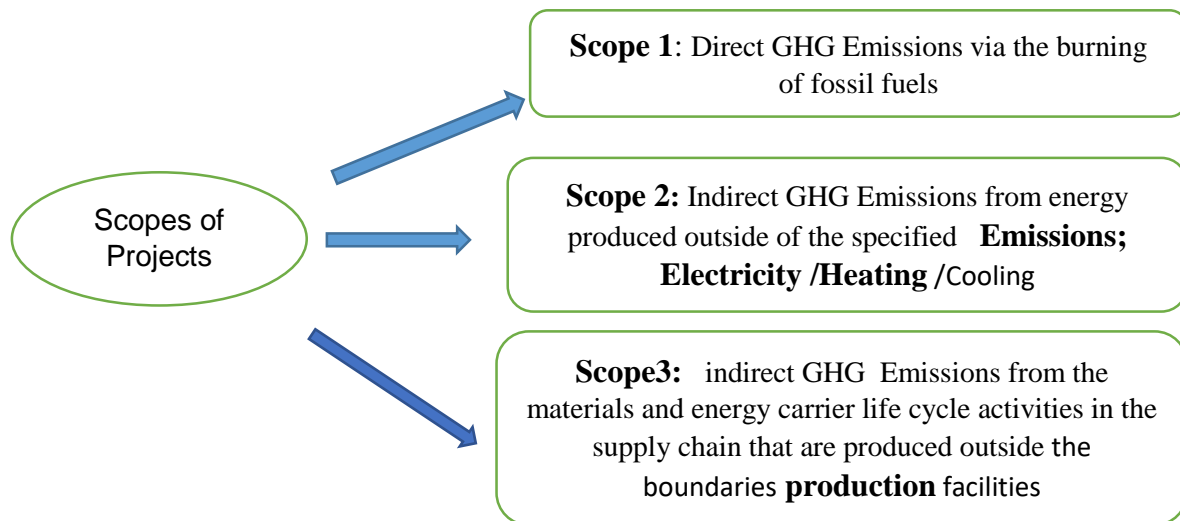 Scopes of
Projects
Scope 1: Direct GHG Emissions via the burning
of fossil fuels
Scope 2: Indirect GHG Emissions from energy
produced outside of the specified Emissions;
Electricity /Heating /Cooling
Scope3: indirect GHG Emissions from the
materials and energy carrier life cycle activities in the
supply chain that are produced outside the
boundaries production facilities